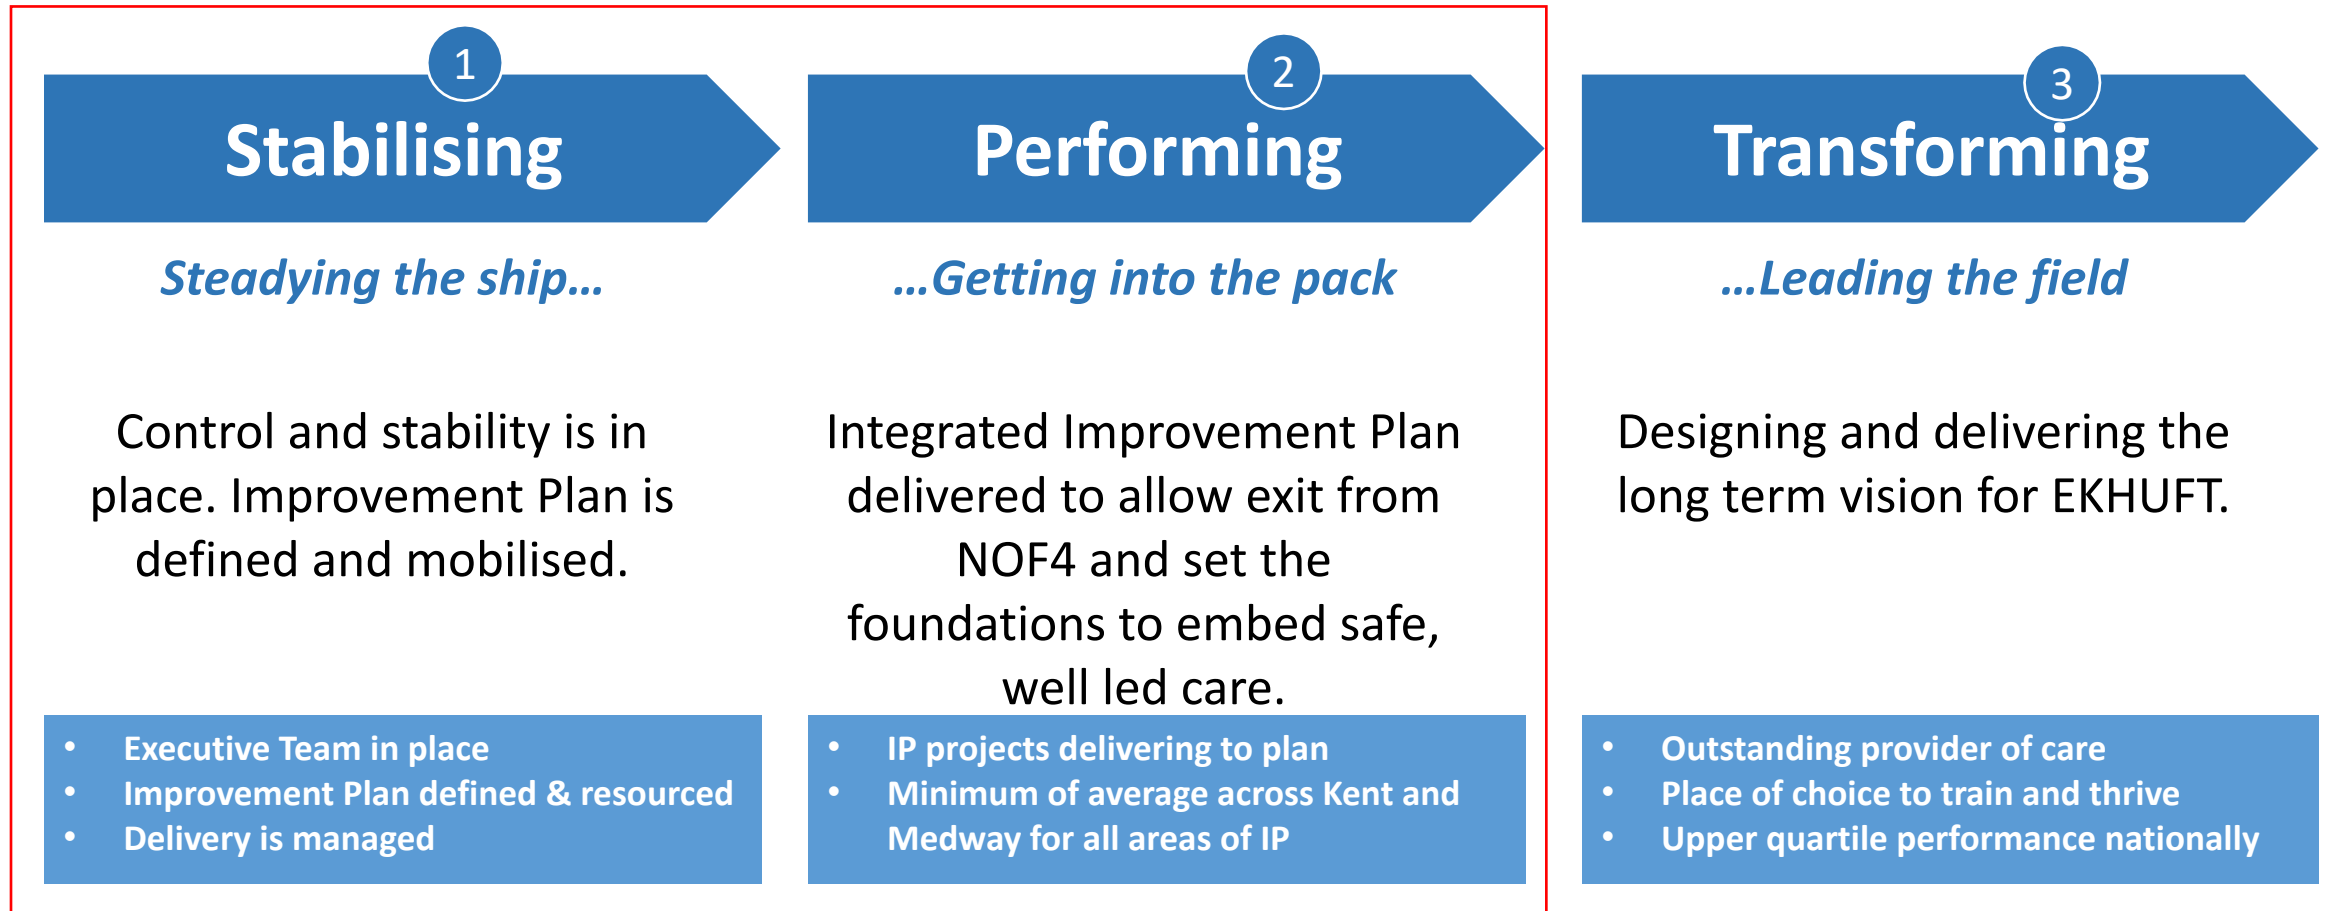 1
Stabilising
Steadying the ship...
Control and stability is in
place. Improvement Plan is
defined and mobilised.
• Executive Team in place
• Improvement Plan defined & resourced
• Delivery is managed
2
Performing
...Getting into the pack
Integrated Improvement Plan
delivered to allow exit from
NOF4 and set the
foundations to embed safe,
well led care.
• IP projects delivering to plan
• Minimum of average across Kent and
Medway for all areas of IP
3
Transforming
...Leading the field
Designing and delivering the
long term vision for EKHUFT.
• Outstanding provider of care
• Place of choice to train and thrive
• Upper quartile performance nationally